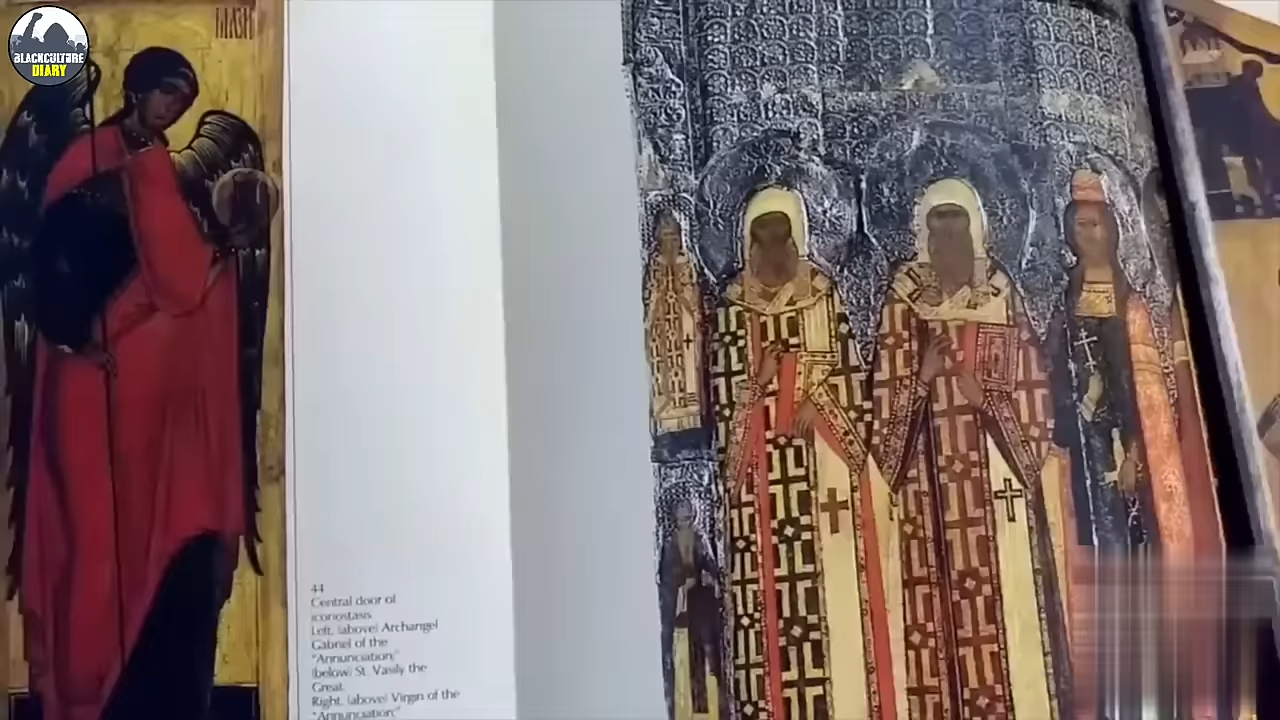 BLACKCULTURE
DIARY
44
Central door of
iconostasis
Left, (above) Archangel
Gabriel of the
"Annunciation;"
(below) St. Vasily the
Great.
Right, (above) Virgin of the
"Annunciation;"